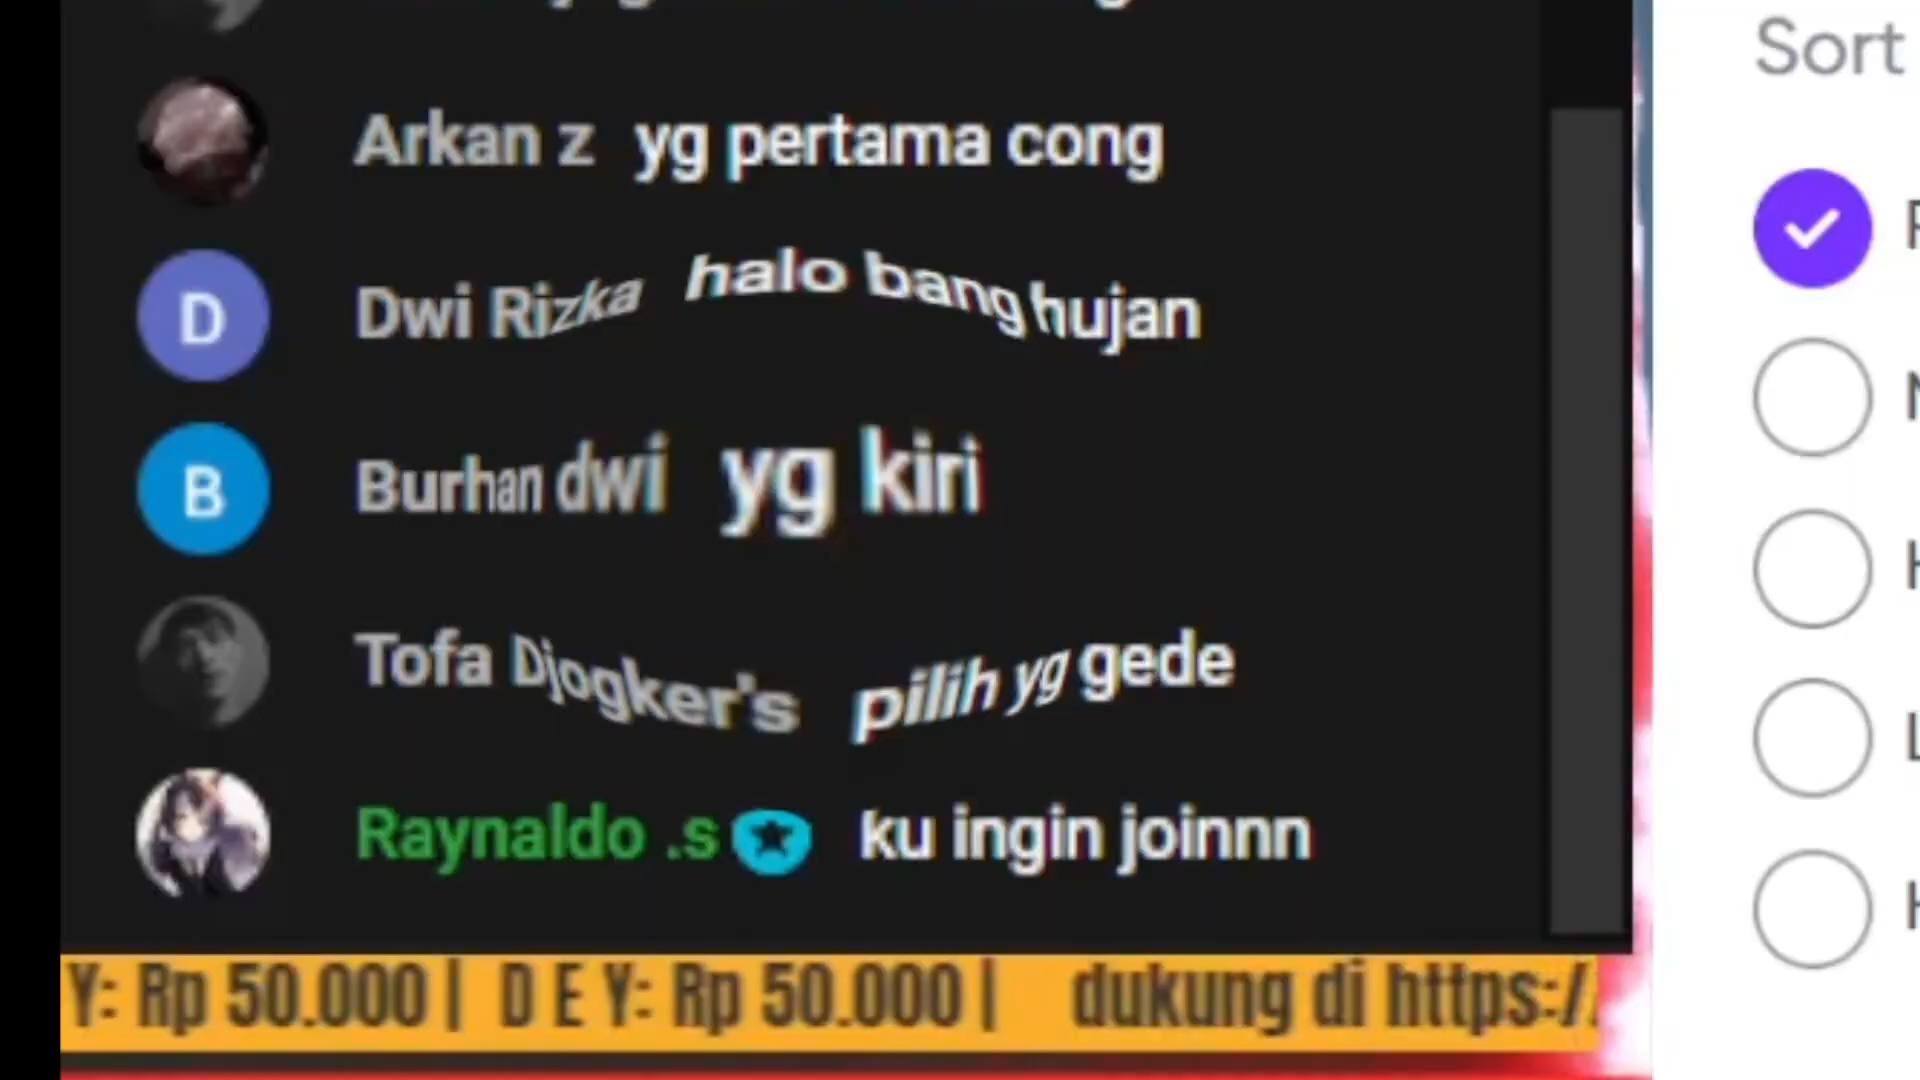 Sort
Arkan z yg pertama cong
D Dwi Rizka halo bang hujan
B Burhan dwi yg kiri
Tofa Djogker's pilih yg gede
Raynaldo .s ku ingin joinnn
Y: Rp 50.000 | D E Y: Rp 50.000 | dukung di https:/